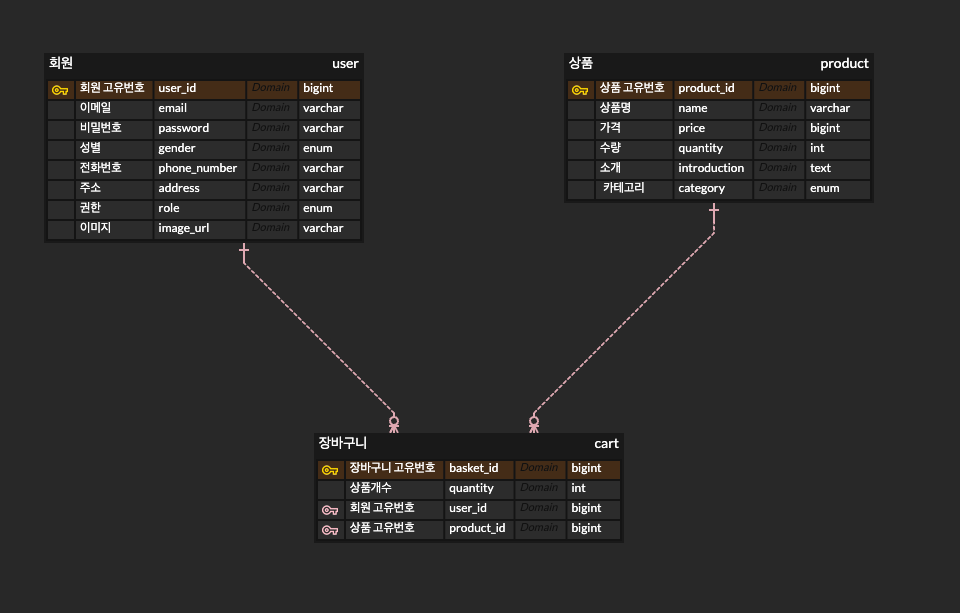 회원 user
회원 고유번호 user_id Domain bigint
이메일 email Domain varchar
비밀번호 password Domain varchar
성별 gender Domain enum
전화번호 phone_number Domain varchar
주소 address Domain varchar
권한 role Domain enum
이미지 image_url Domain varchar
상품 product
상품 고유번호 product_id Domain bigint
상품명 name Domain varchar
가격 price Domain bigint
수량 quantity Domain int
소개 introduction Domain text
카테고리 category Domain enum
장바구니 cart
장바구니 고유번호 basket_id Domain bigint
상품개수 quantity Domain int
회원 고유번호 user_id Domain bigint
상품 고유번호 product_id Domain bigint